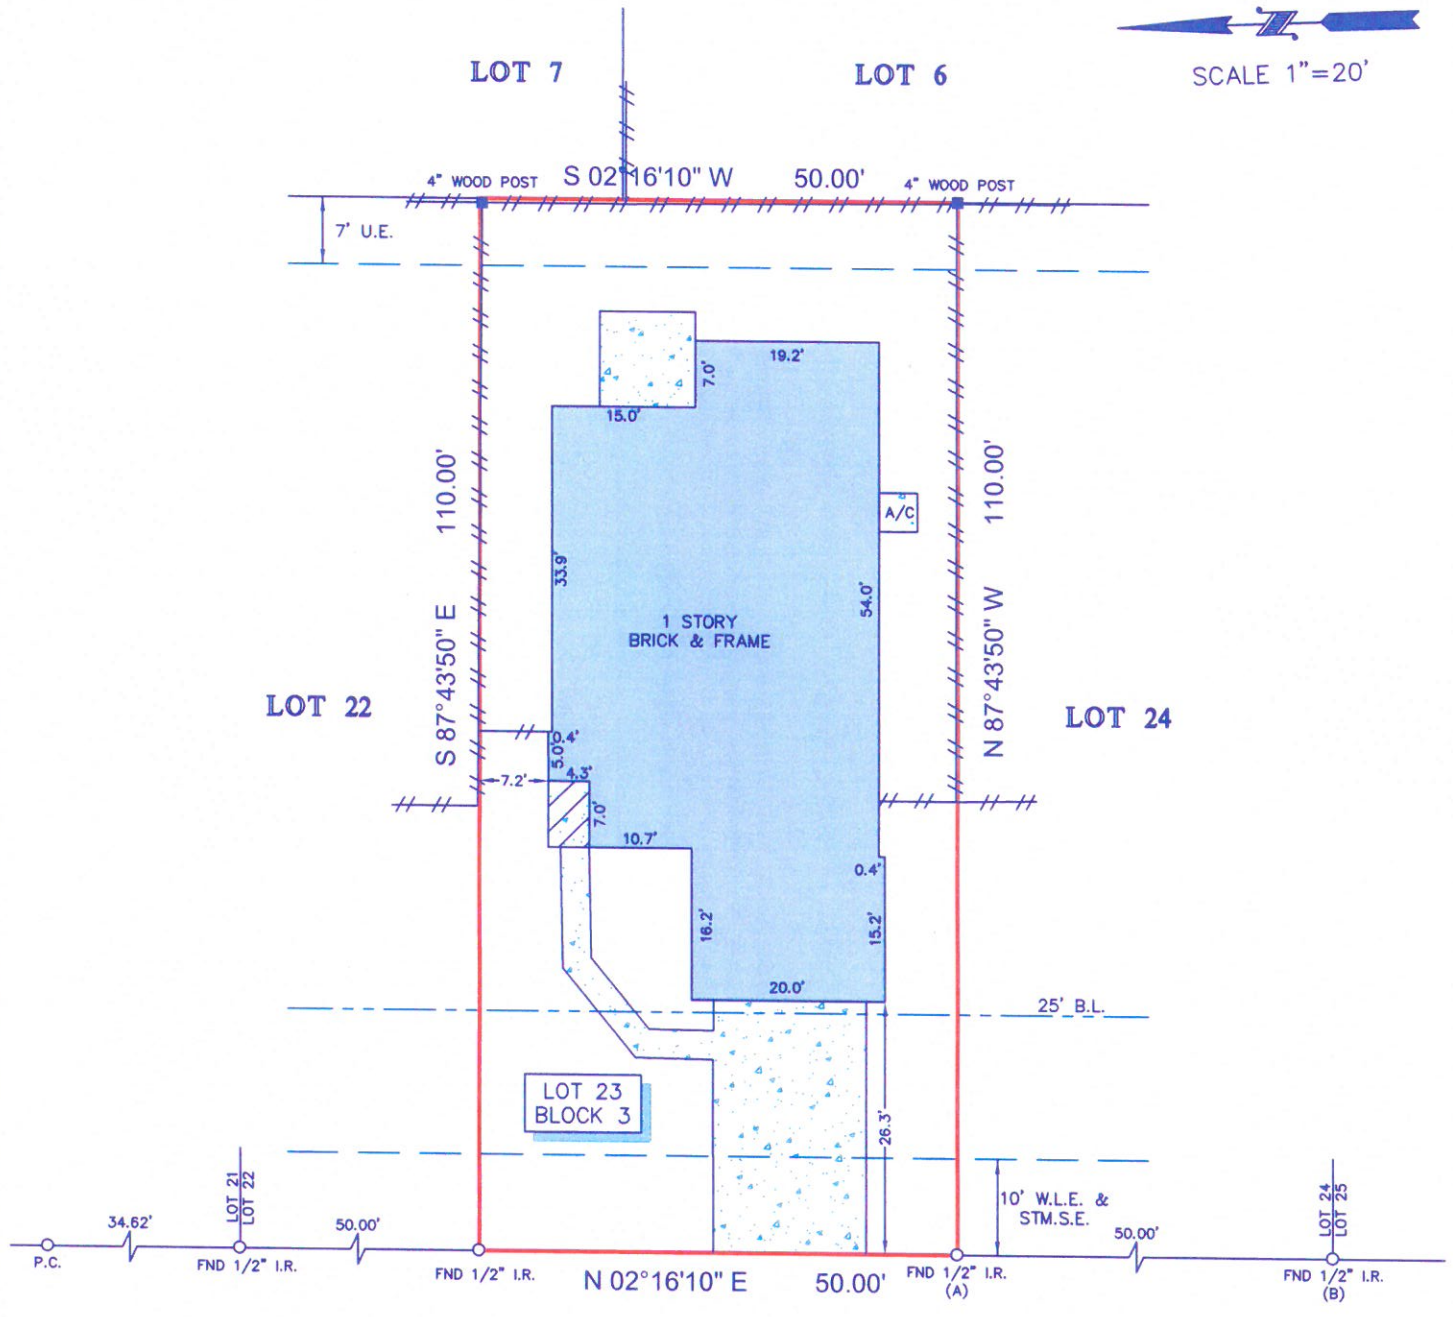 LOT 7
LOT 6
Z
SCALE 1"=20'
4" WOOD POST
S 02°16'10" W
50.00'
4" WOOD POST
7' U.E.
19.2'
7.0'
15.0'
110.00'
110.00'
A/C
33.9'
54.0'
1 STORY
BRICK & FRAME
S 87°43'50" E
N 87°43'50" W
LOT 22
LOT 24
0.4'
5.0'
4.3'
7.2'
7.0'
10.7'
0.4'
16.2'
15.2'
20.0'
25' B.L.
LOT 23
BLOCK 3
26.3'
10' W.L.E. &
STM.S.E.
LOT 21
LOT 22
LOT 24
LOT 25
34.62'
50.00'
50.00'
P.C.
FND 1/2" I.R.
FND 1/2" I.R.
N 02°16'10" E
50.00'
FND 1/2" I.R.
(A)
FND 1/2" I.R.
(B)